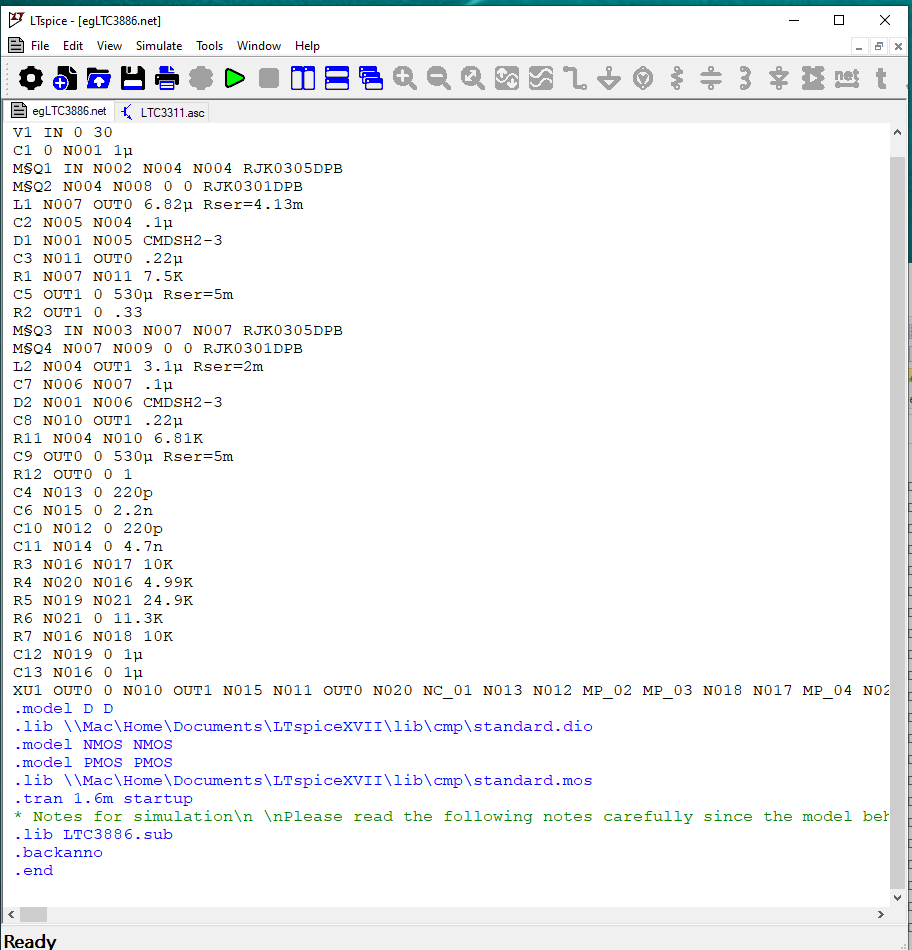 LTspice - [egLTC3886.net]
File Edit View Simulate Tools Window Help
egLTC3886.net LTC3311.asc
V1 IN 0 30
C1 0 N001 1µ
M§Q1 IN N002 N004 N004 RJK0305DPB
M§Q2 N004 N008 0 0 RJK0301DPB
L1 N007 OUT0 6.82µ Rser=4.13m
C2 N005 N004 .1µ
D1 N001 N005 CMDSH2-3
C3 N011 OUT0 .22µ
R1 N007 N011 7.5K
C5 OUT1 0 530µ Rser=5m
R2 OUT1 0 .33
M§Q3 IN N003 N007 N007 RJK0305DPB
M§Q4 N007 N009 0 0 RJK0301DPB
L2 N004 OUT1 3.1µ Rser=2m
C7 N006 N007 .1µ
D2 N001 N006 CMDSH2-3
C8 N010 OUT1 .22µ
R11 N004 N010 6.81K
C9 OUT0 0 530µ Rser=5m
R12 OUT0 0 1
C4 N013 0 220p
C6 N015 0 2.2n
C10 N012 0 220p
C11 N014 0 4.7n
R3 N016 N017 10K
R4 N020 N016 4.99K
R5 N019 N021 24.9K
R6 N021 0 11.3K
R7 N016 N018 10K
C12 N019 0 1µ
C13 N016 0 1µ
XU1 OUT0 0 N010 OUT1 N015 N011 OUT0 N020 NC_01 N013 N012 MP_02 MP_03 N018 N017 MP_04 N02
.model D D
.lib \\Mac\Home\Documents\LTspiceXVII\lib\cmp\standard.dio
.model NMOS NMOS
.model PMOS PMOS
.lib \\Mac\Home\Documents\LTspiceXVII\lib\cmp\standard.mos
.tran 1.6m startup
* Notes for simulation\n \nPlease read the following notes carefully since the model beh
.lib LTC3886.sub
.backanno
.end
Ready